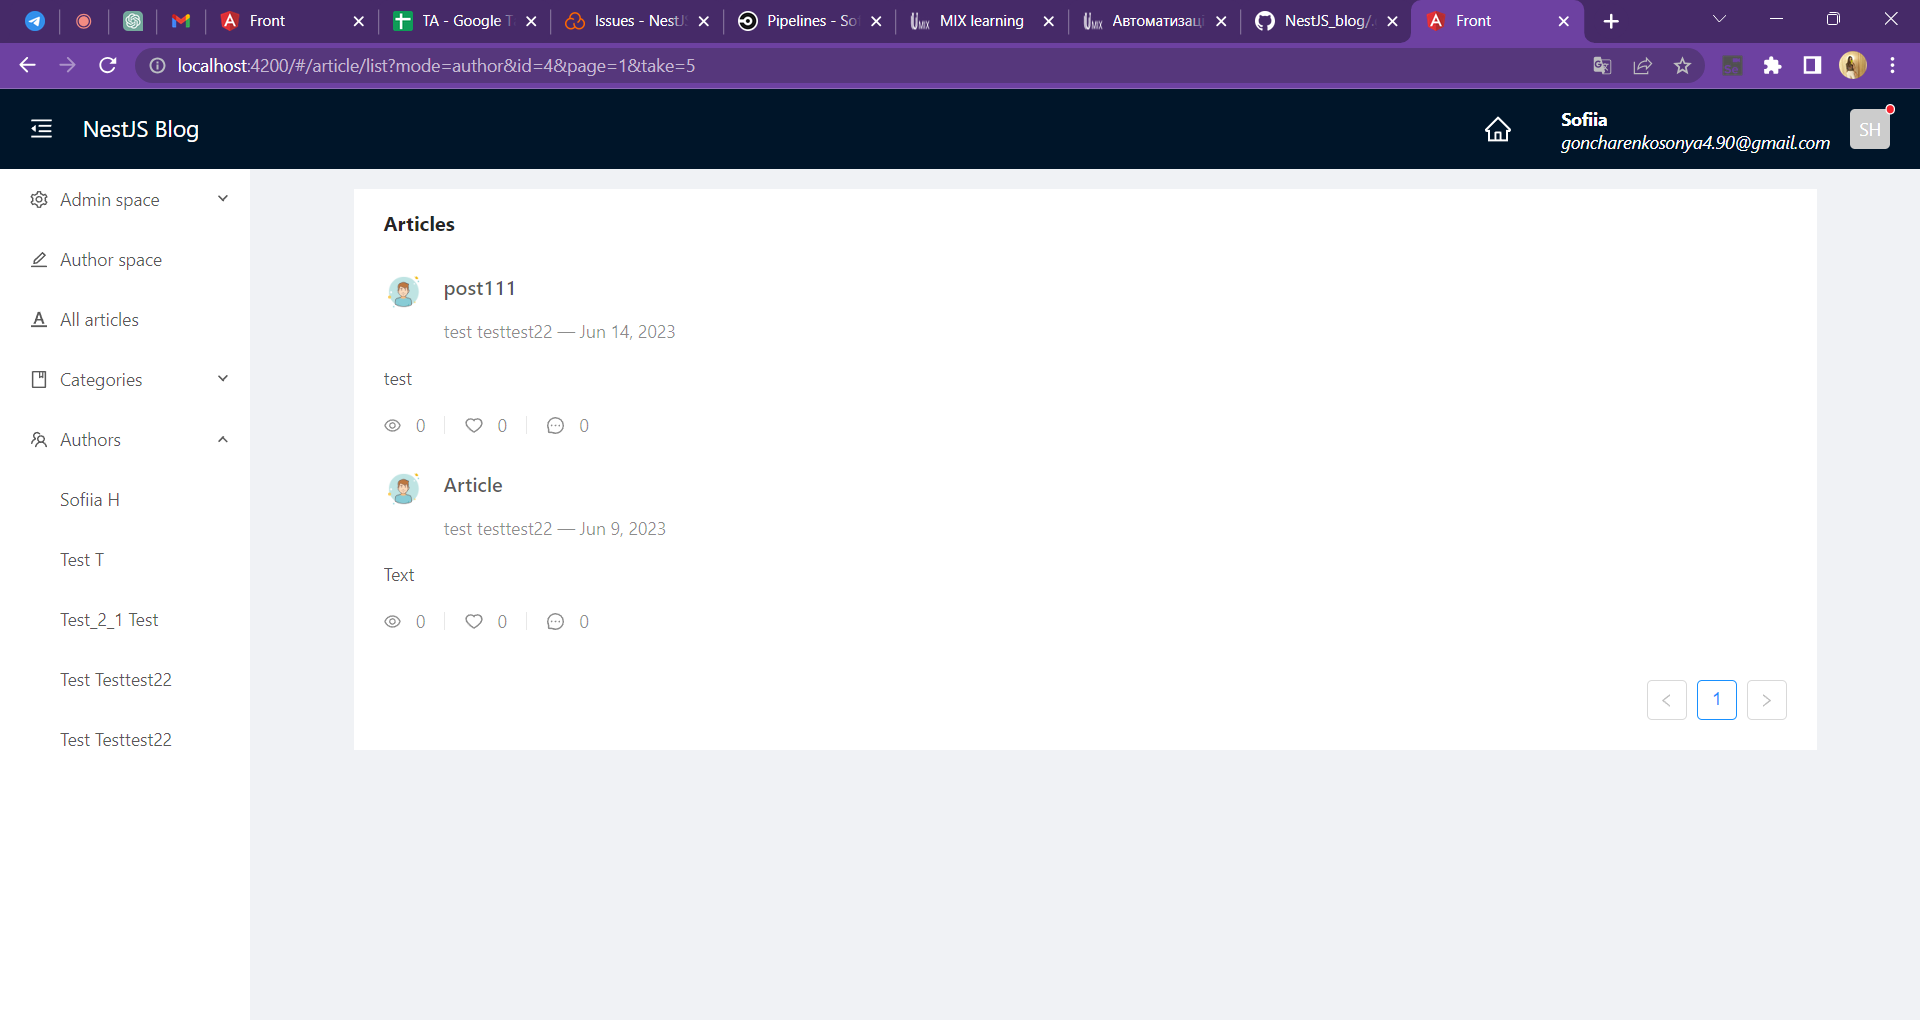 Front
TA - Google T
Issues - NestJS
Pipelines - So
MIX learning
Автоматизац
NestJS_blog/.
Front
localhost:4200/#/article/list?mode=author&id=4&page=1&take=5
NestJS Blog
Sofiia
goncharenkosonya4.90@gmail.com
SH
Admin space
Author space
All articles
Categories
Authors
Sofiia H
Test T
Test_2_1 Test
Test Testtest22
Test Testtest22
Articles
post111
test testtest22 — Jun 14, 2023
test
0 0 0
Article
test testtest22 — Jun 9, 2023
Text
0 0 0
< 1 >